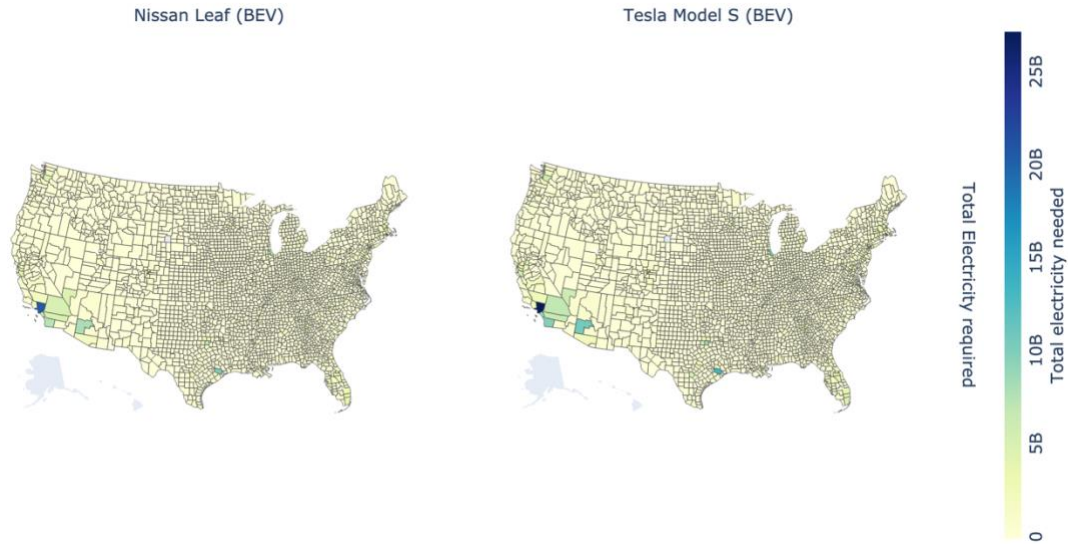 Nissan Leaf (BEV)
Tesla Model S (BEV)
Total Electricity required
25B
20B
15B
10B
5B
0
Total electricity needed